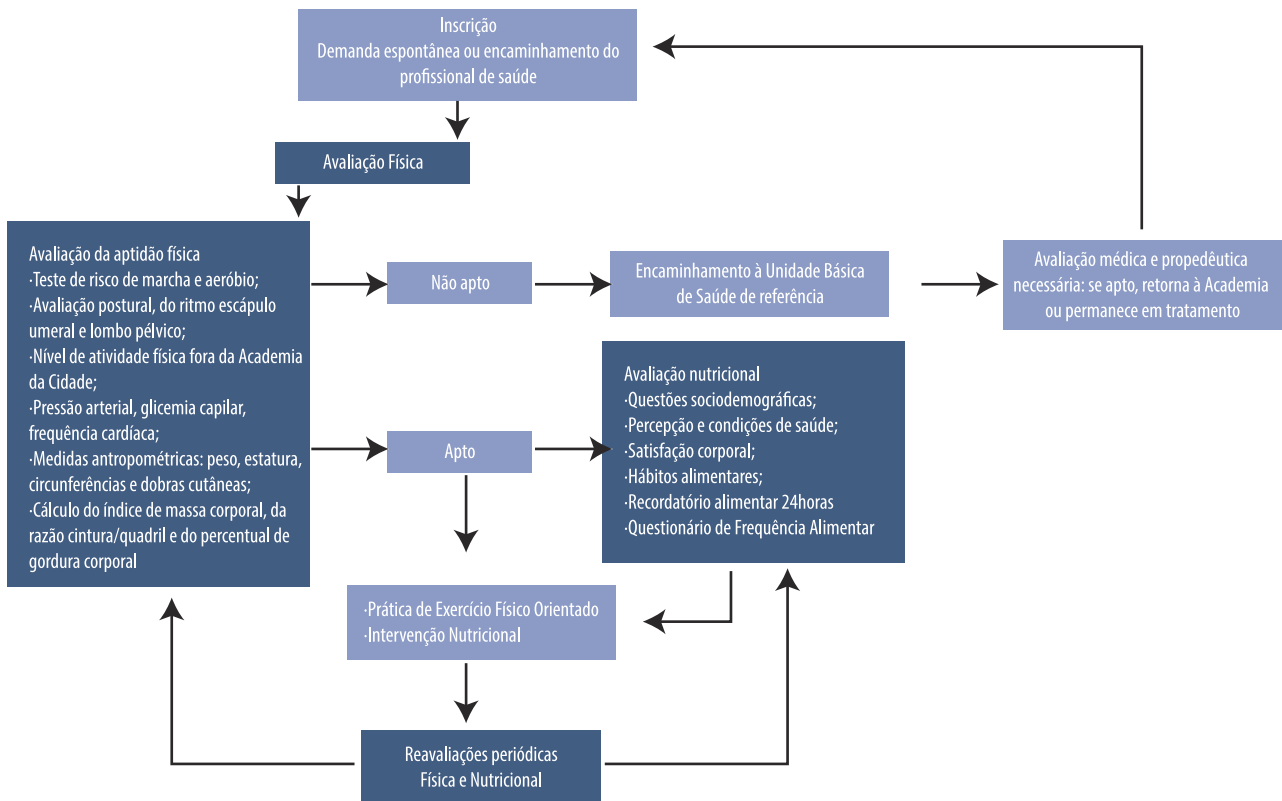 Inscrição
Demanda espontânea ou encaminhamento do
profissional de saúde
Avaliação Física
Avaliação da aptidão física
·Teste de risco de marcha e aeróbio;
·Avaliação postural, do ritmo escápulo
umeral e lombo pélvico;
·Nível de atividade física fora da Academia
da Cidade;
·Pressão arterial, glicemia capilar,
frequência cardíaca;
·Medidas antropométricas: peso, estatura,
circunferências e dobras cutâneas;
·Cálculo do índice de massa corporal, da
razão cintura/quadril e do percentual de
gordura corporal
Não apto
Encaminhamento à Unidade Básica
de Saúde de referência
Avaliação médica e propedêutica
necessária: se apto, retorna à Academia
ou permanece em tratamento
Apto
Avaliação nutricional
·Questões sociodemográficas;
·Percepção e condições de saúde;
·Satisfação corporal;
·Hábitos alimentares;
·Recordatório alimentar 24horas
·Questionário de Frequência Alimentar
·Prática de Exercício Físico Orientado
·Intervenção Nutricional
Reavaliações periódicas
Física e Nutricional